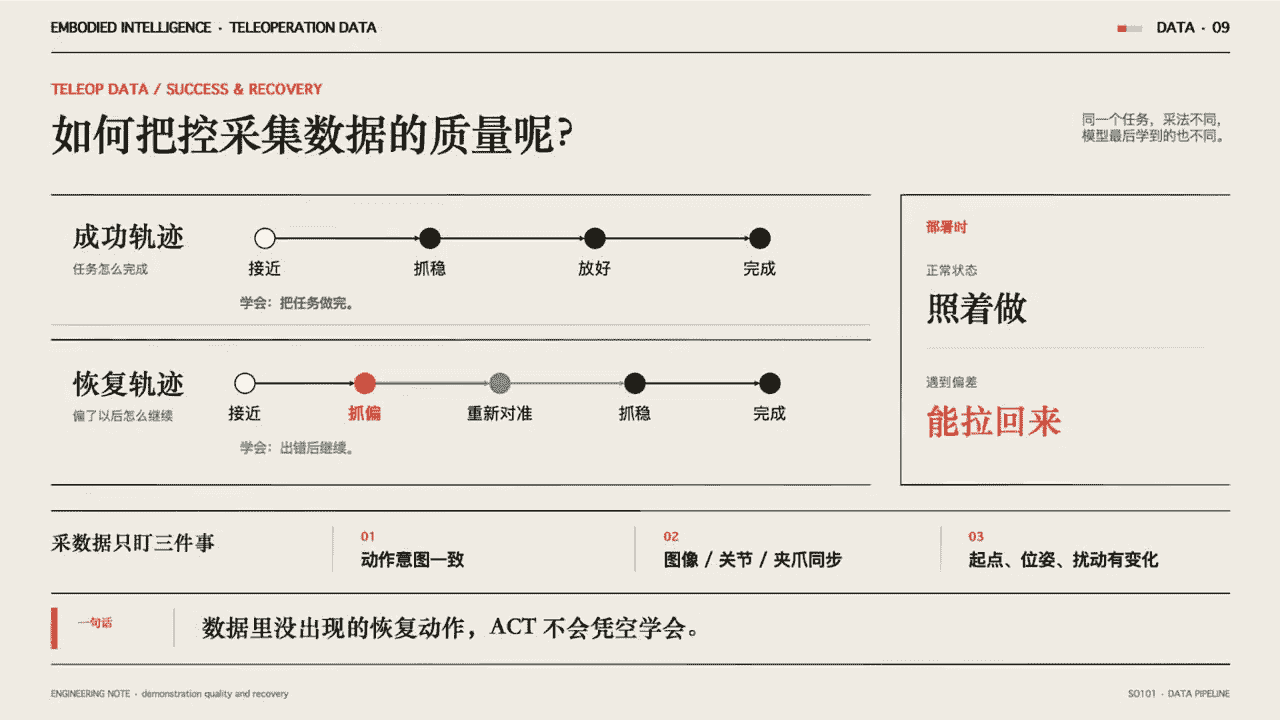 EMBODIED INTELLIGENCE · TELEOPERATION DATA
DATA · 09
TELEOP DATA / SUCCESS & RECOVERY
如何把控采集数据的质量呢?
同一个任务，采法不同，
模型最后学到的也不同。
成功轨迹
任务怎么完成
接近
抓稳
放好
完成
学会：把任务做完。
恢复轨迹
偏了以后怎么继续
接近
抓偏
重新对准
抓稳
完成
学会：出错后继续。
部署时
正常状态
照着做
遇到偏差
能拉回来
采数据只盯三件事
01
动作意图一致
02
图像 / 关节 / 夹爪同步
03
起点、位姿、扰动有变化
一句话
数据里没出现的恢复动作，ACT 不会凭空学会。
ENGINEERING NOTE · demonstration quality and recovery
SO101 · DATA PIPELINE